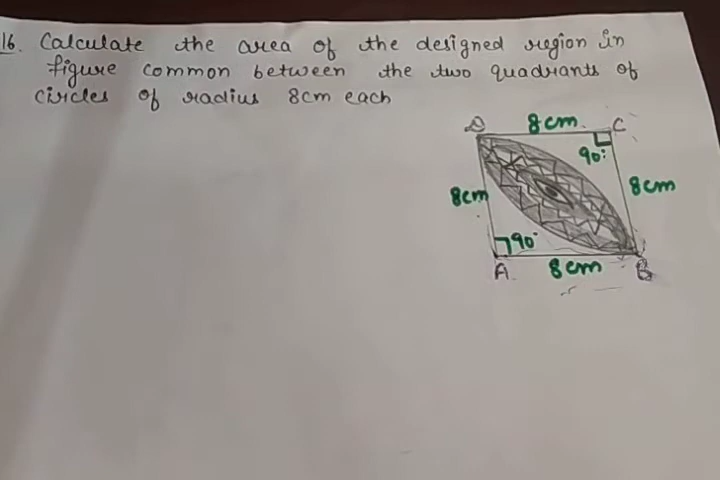 16. Calculate the area of the designed region in
figure common between the two quadrants of
circles of radius 8cm each
D 8cm C
90°
8cm 8cm
90°
A 8cm B